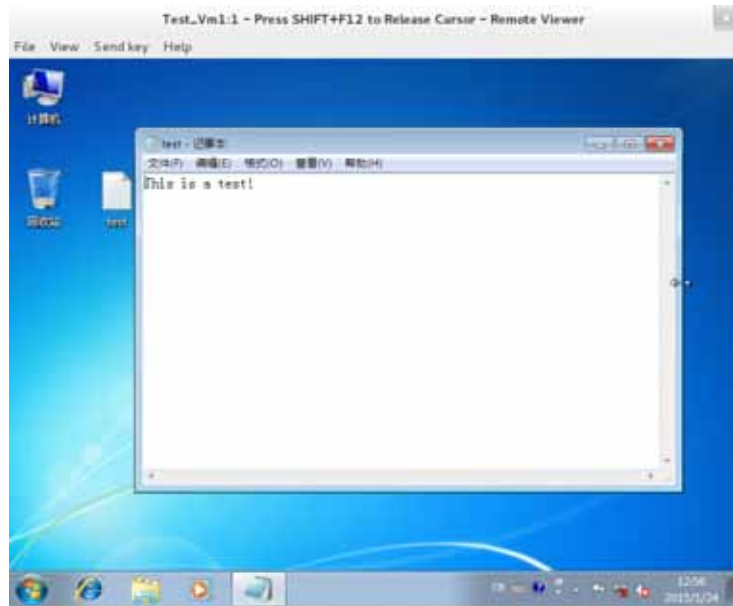 Test_Vm1:1 - Press SHIFT+F12 to Release Cursor - Remote Viewer
File View Send key Help
计算机
test - 记事本
文件(F) 编辑(E) 格式(O) 查看(V) 帮助(H)
This is a test!
回收站
test
12:56
2015/1/24